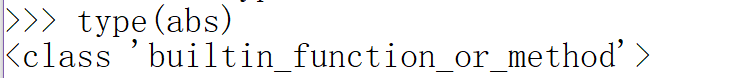 >>> type(abs)
<class 'builtin_function_or_method'>